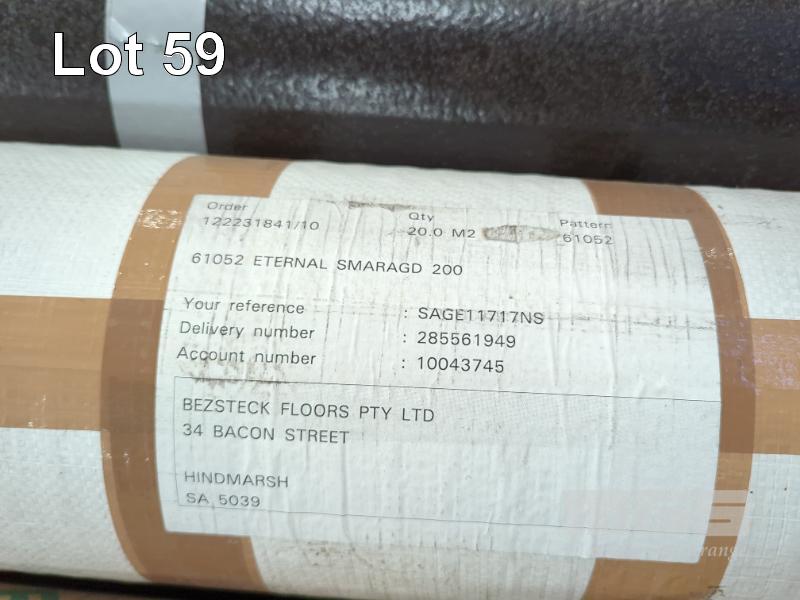 Lot 59
Order Qty Pattern
122231841/10 20.0 M2 61052
61052 ETERNAL SMARAGD 200
Your reference : SAGE11717NS
Delivery number : 285561949
Account number : 10043745
BEZSTECK FLOORS PTY LTD
34 BACON STREET
HINDMARSH
SA 5039